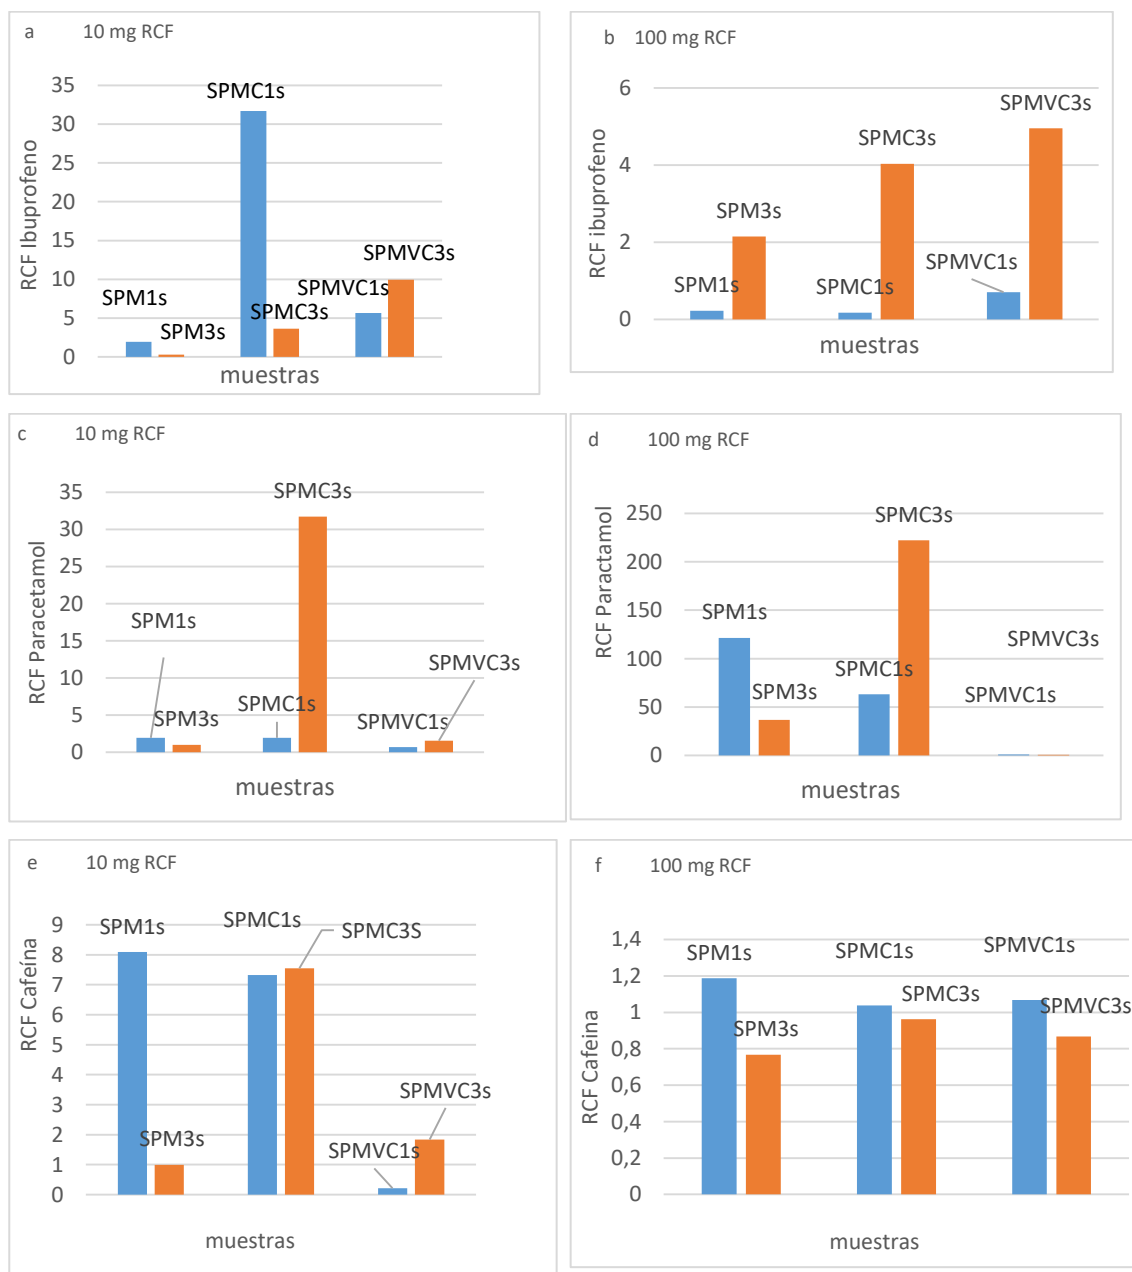 a 10 mg RCF
RCF Ibuprofeno
35
30
25
20
15
10
5
0
SPM1s
SPM3s
SPMC1s
SPMC3s
SPMVC1s
SPMVC3s
muestras
b 100 mg RCF
RCF ibuprofeno
6
4
2
0
SPM1s
SPM3s
SPMC1s
SPMC3s
SPMVC1s
SPMVC3s
muestras
c 10 mg RCF
RCF Paracetamol
35
30
25
20
15
10
5
0
SPM1s
SPM3s
SPMC1s
SPMC3s
SPMVC1s
SPMVC3s
muestras
d 100 mg RCF
RCF Paractamol
250
200
150
100
50
0
SPM1s
SPM3s
SPMC1s
SPMC3s
SPMVC1s
SPMVC3s
muestras
e 10 mg RCF
RCF Cafeína
9
8
7
6
5
4
3
2
1
0
SPM1s
SPM3s
SPMC1s
SPMC3S
SPMVC1s
SPMVC3s
muestras
f 100 mg RCF
RCF Cafeina
1,4
1,2
1
0,8
0,6
0,4
0,2
0
SPM1s
SPM3s
SPMC1s
SPMC3s
SPMVC1s
SPMVC3s
muestras